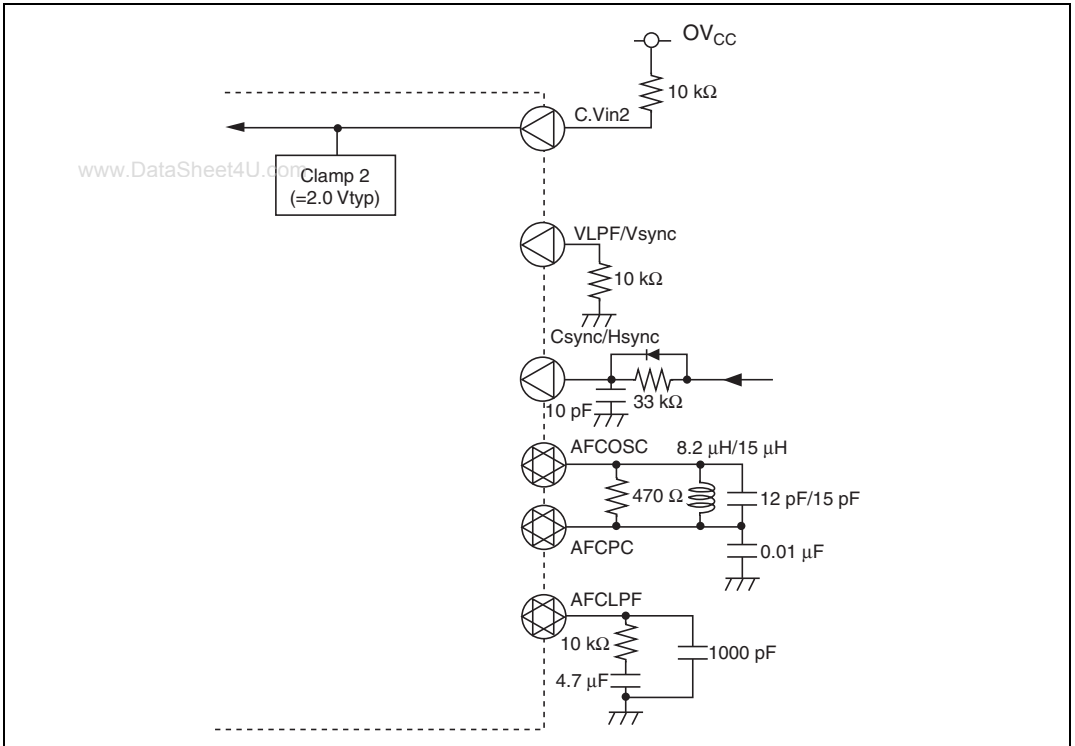 OVCC
10 kΩ
C.Vin2
www.DataSheet4U.com
Clamp 2
(=2.0 Vtyp)
VLPF/Vsync
10 kΩ
Csync/Hsync
10 pF
33 kΩ
AFCOSC
8.2 μH/15 μH
470 Ω
12 pF/15 pF
AFCPC
0.01 μF
AFCLPF
10 kΩ
1000 pF
4.7 μF